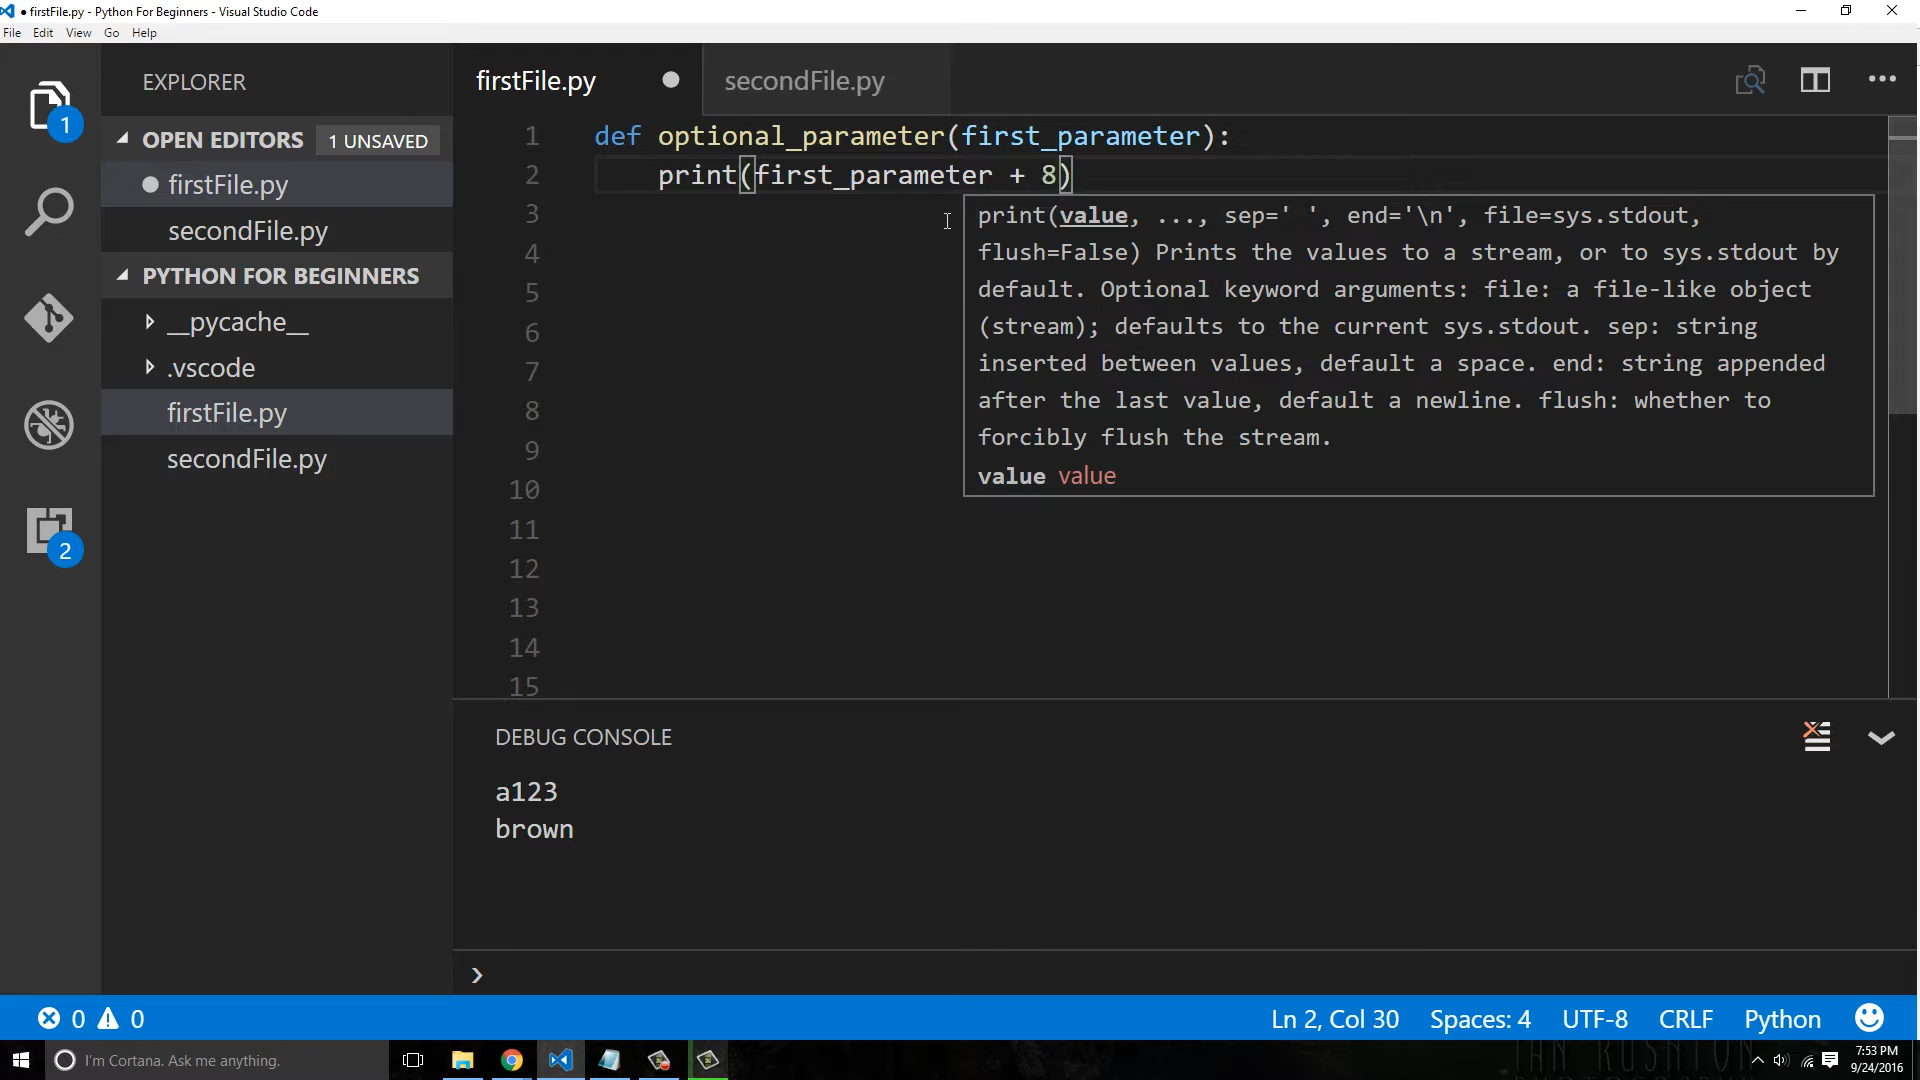 ● firstFile.py - Python For Beginners - Visual Studio Code
File Edit View Go Help
EXPLORER
OPEN EDITORS 1 UNSAVED
firstFile.py
secondFile.py
PYTHON FOR BEGINNERS
__pycache__
.vscode
firstFile.py
secondFile.py
1
2
firstFile.py
secondFile.py
1 def optional_parameter(first_parameter):
2 print(first_parameter + 8)
3
4
5
6
7
8
9
10
11
12
13
14
15
print(value, ..., sep=' ', end='\n', file=sys.stdout,
flush=False) Prints the values to a stream, or to sys.stdout by
default. Optional keyword arguments: file: a file-like object
(stream); defaults to the current sys.stdout. sep: string
inserted between values, default a space. end: string appended
after the last value, default a newline. flush: whether to
forcibly flush the stream.
value value
DEBUG CONSOLE
a123
brown
0 0
Ln 2, Col 30 Spaces: 4 UTF-8 CRLF Python
I'm Cortana. Ask me anything.
IAN RUSHTON
7:53 PM
9/24/2016